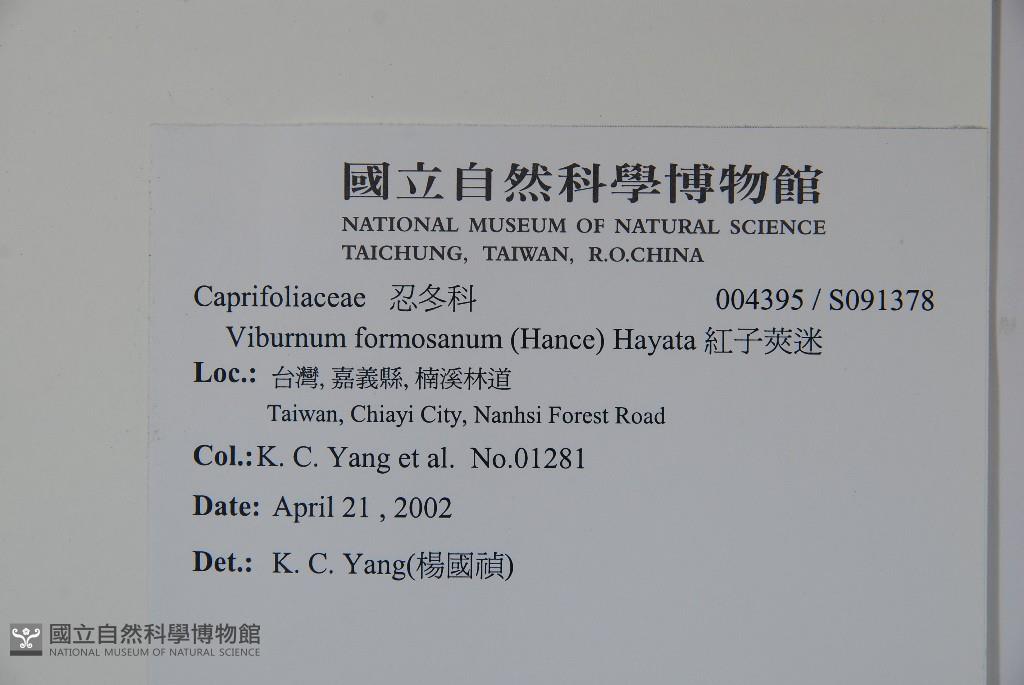 國立自然科學博物館
NATIONAL MUSEUM OF NATURAL SCIENCE
TAICHUNG, TAIWAN, R.O.CHINA
Caprifoliaceae 忍冬科 004395 / S091378
Viburnum formosanum (Hance) Hayata 紅子莢迷
Loc.: 台灣, 嘉義縣, 楠溪林道
Taiwan, Chiayi City, Nanhsi Forest Road
Col.: K. C. Yang et al. No.01281
Date: April 21 , 2002
Det.: K. C. Yang(楊國禎)
國立自然科學博物館
NATIONAL MUSEUM OF NATURAL SCIENCE